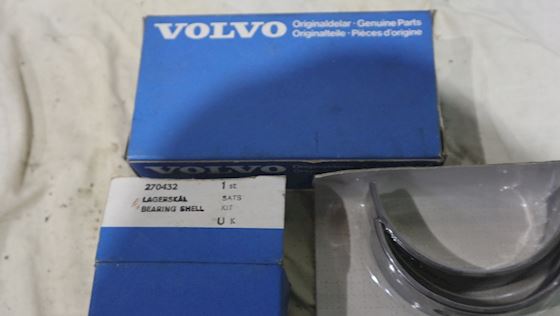 VOLVO
Originaldelar · Genuine Parts
Originalteile · Pièces d'origine
VOLVO
270432 1 st
LAGERSKÅL SATS
BEARING SHELL KIT
U K